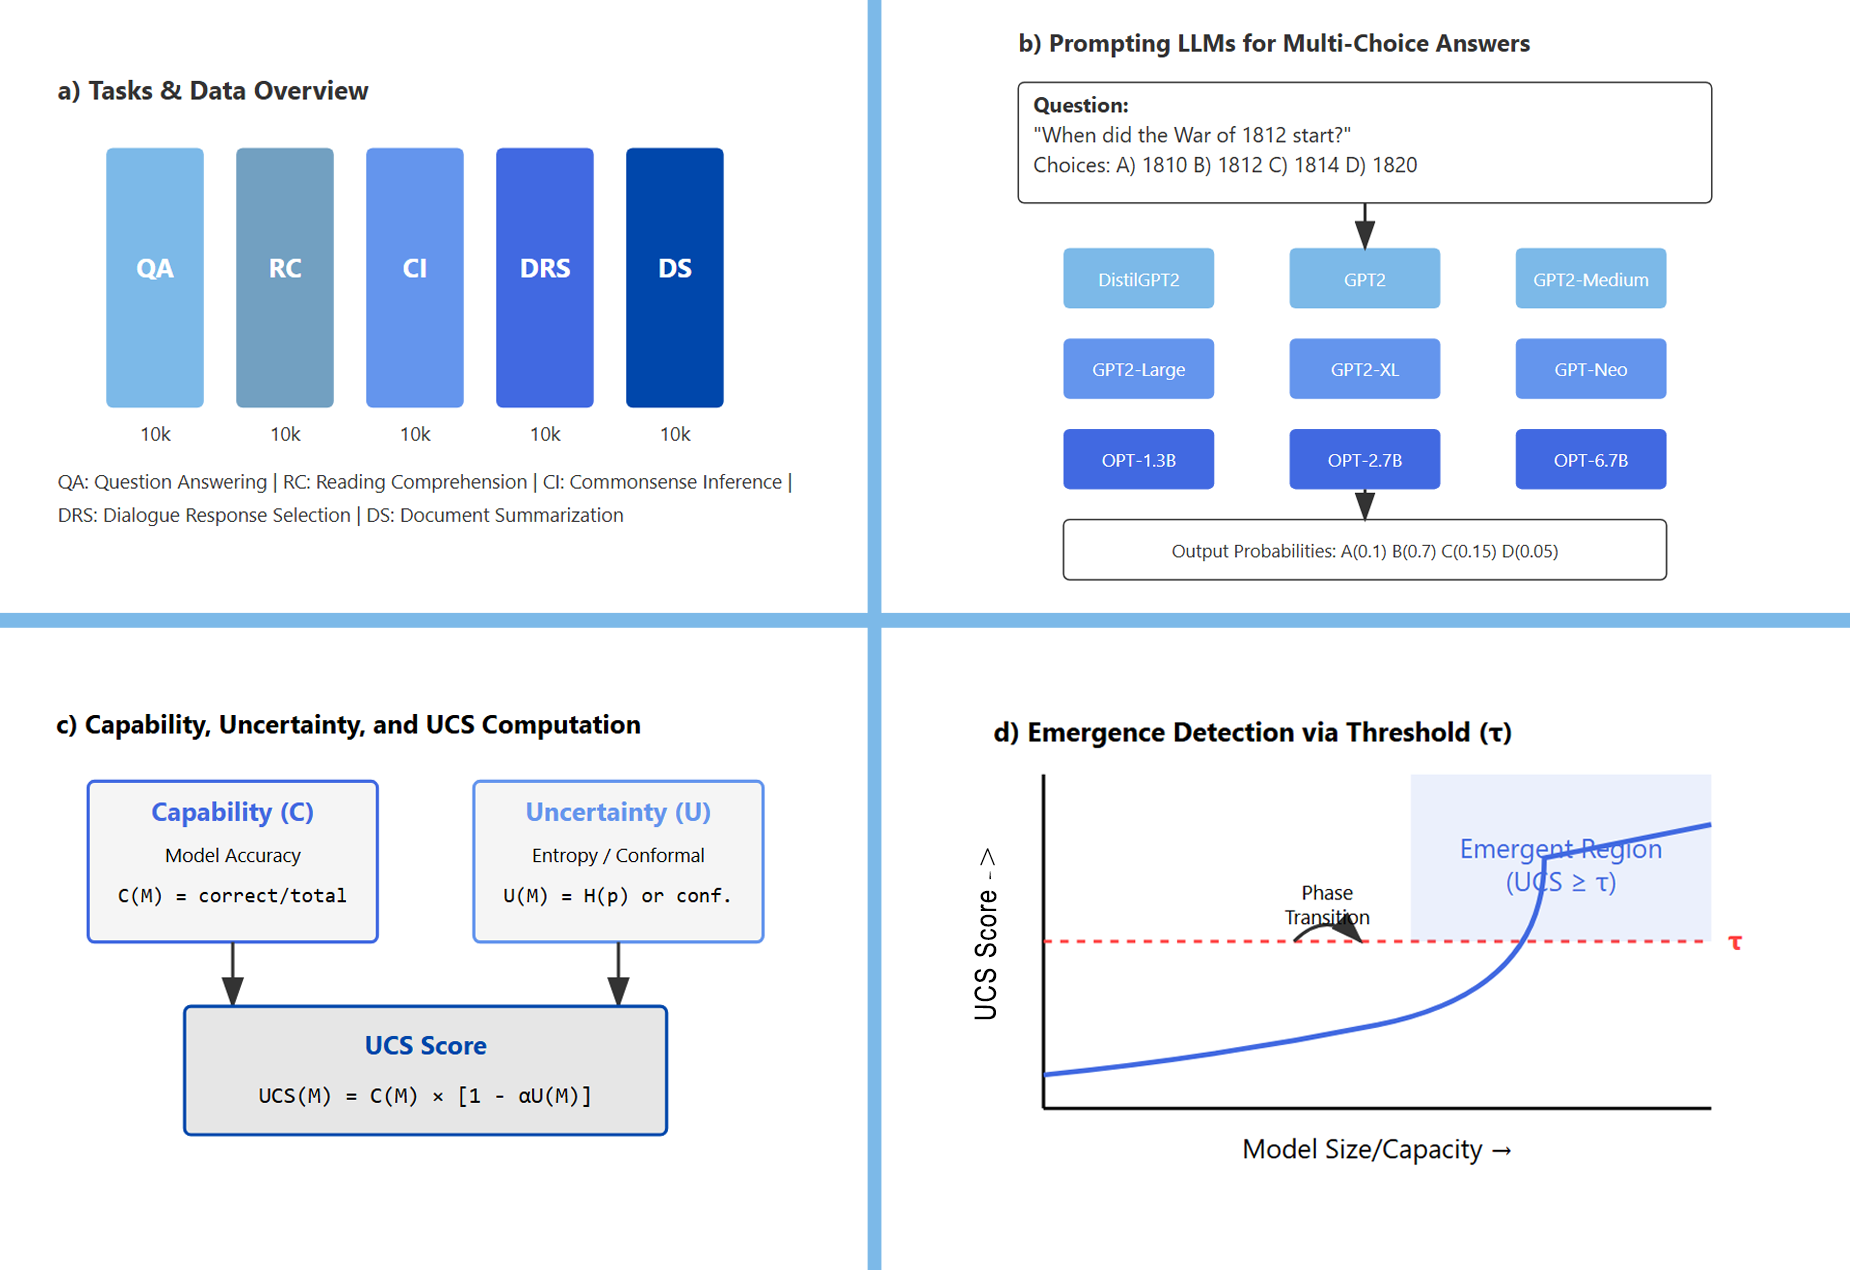 a) Tasks & Data Overview
QA
RC
CI
DRS
DS
10k
10k
10k
10k
10k
QA: Question Answering | RC: Reading Comprehension | CI: Commonsense Inference |
DRS: Dialogue Response Selection | DS: Document Summarization
b) Prompting LLMs for Multi-Choice Answers
Question:
"When did the War of 1812 start?"
Choices: A) 1810 B) 1812 C) 1814 D) 1820
DistilGPT2
GPT2
GPT2-Medium
GPT2-Large
GPT2-XL
GPT-Neo
OPT-1.3B
OPT-2.7B
OPT-6.7B
Output Probabilities: A(0.1) B(0.7) C(0.15) D(0.05)
c) Capability, Uncertainty, and UCS Computation
Capability (C)
Model Accuracy
C(M) = correct/total
Uncertainty (U)
Entropy / Conformal
U(M) = H(p) or conf.
UCS Score
UCS(M) = C(M) × [1 - αU(M)]
d) Emergence Detection via Threshold (τ)
UCS Score -->
Emergent Region
(UCS ≥ τ)
Phase
Transition
τ
Model Size/Capacity →